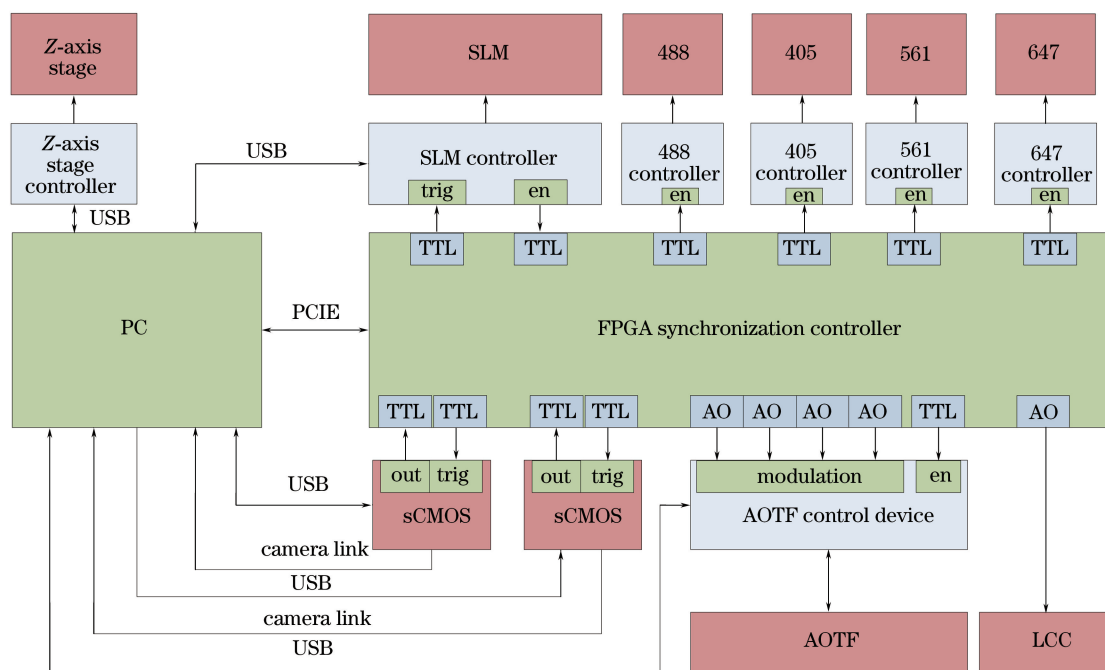 Z-axis
stage
SLM
488
405
561
647
Z-axis
stage
controller
USB
SLM controller
trig
en
488
controller
en
405
controller
en
561
controller
en
647
controller
en
USB
TTL
TTL
TTL
TTL
TTL
TTL
PC
PCIE
FPGA synchronization controller
TTL
TTL
TTL
TTL
AO
AO
AO
AO
TTL
AO
USB
out
trig
sCMOS
out
trig
sCMOS
modulation
en
AOTF control device
camera link
USB
camera link
USB
AOTF
LCC